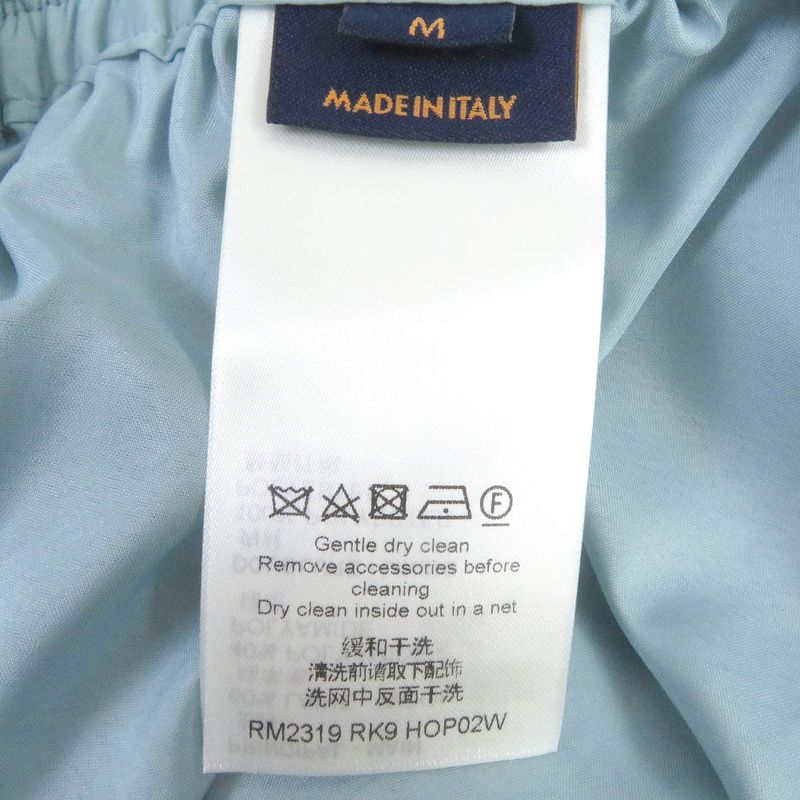 M
MADE IN ITALY
F
Gentle dry clean
Remove accessories before
cleaning
Dry clean inside out in a net
缓和干洗
清洗前请取下配饰
洗网中反面干洗
RM2319 RK9 HOP02W